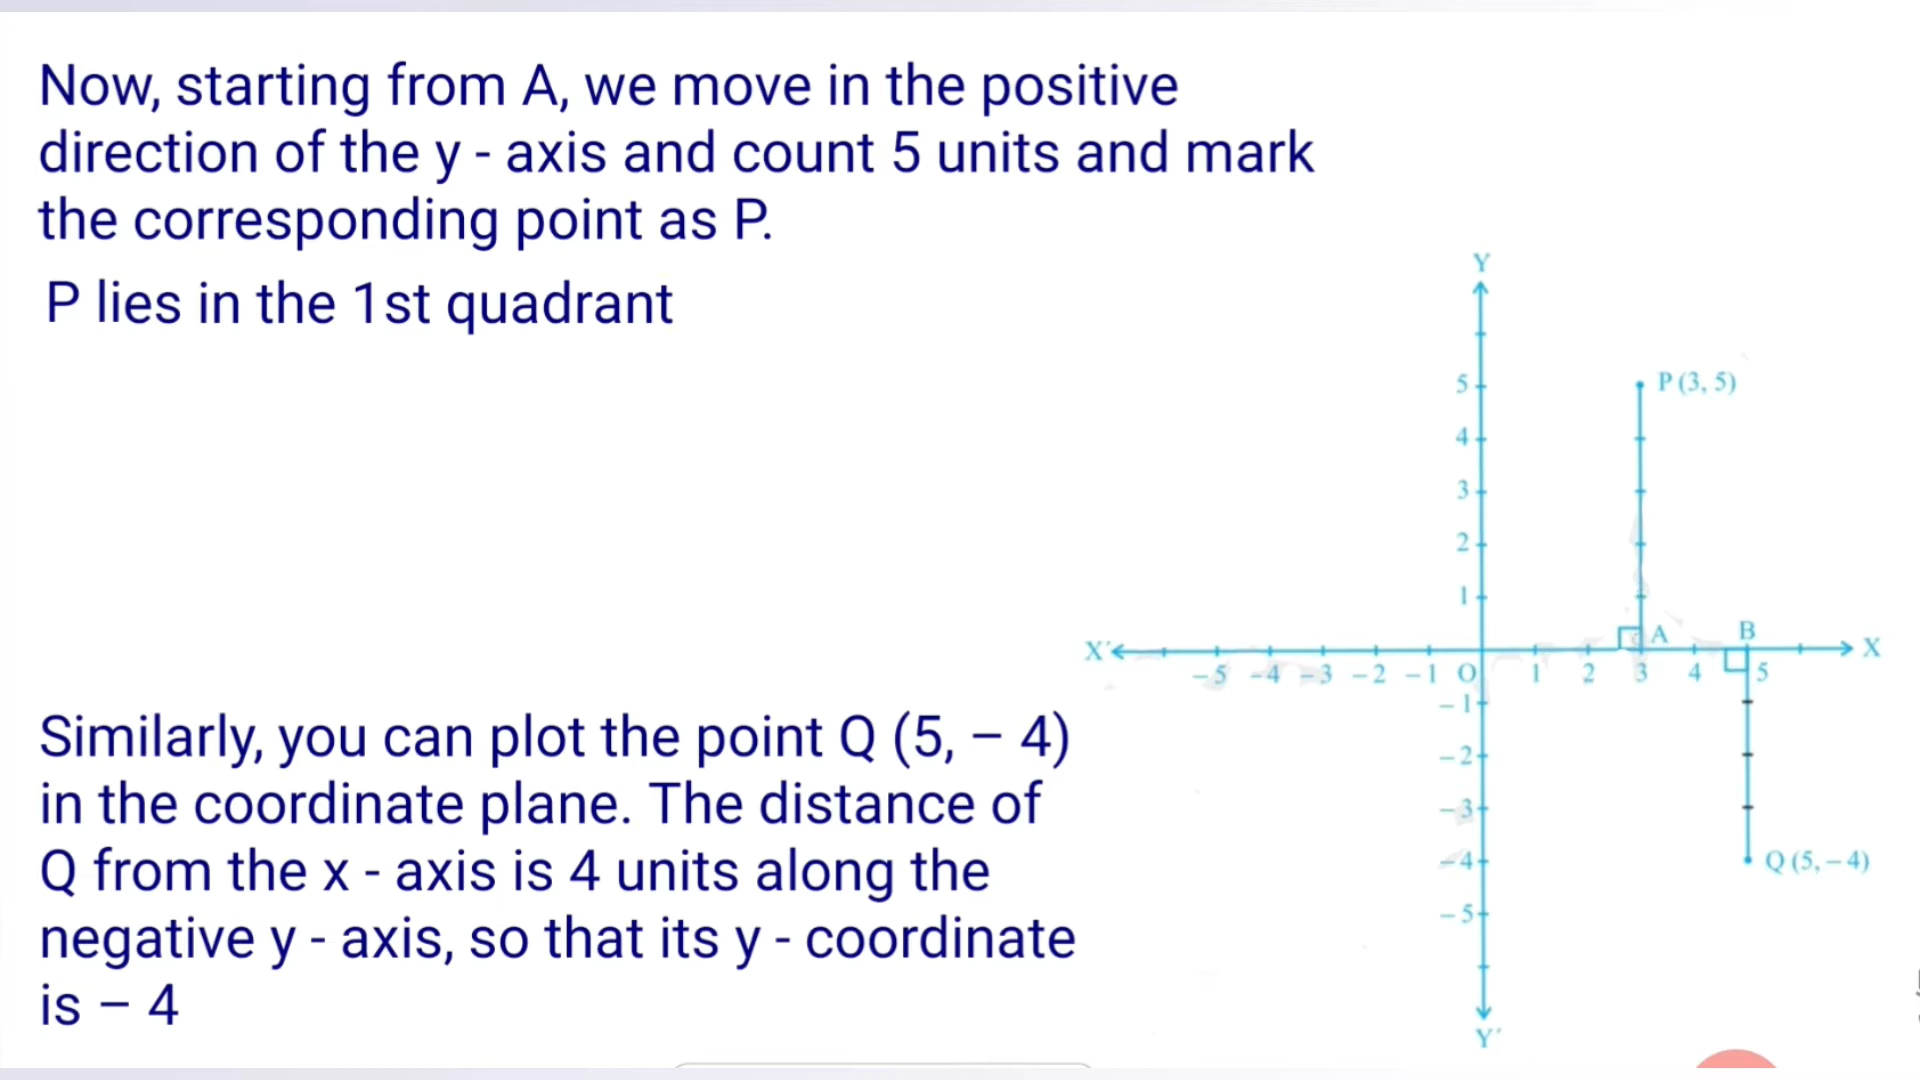 Now, starting from A, we move in the positive
direction of the y - axis and count 5 units and mark
the corresponding point as P.
P lies in the 1st quadrant
Y
5
P (3, 5)
4
3
2
1
A
B
X′
X
– 5 – 4 – 3 – 2 – 1 O 1 2 3 4 5
– 1
– 2
– 3
– 4
Q (5, – 4)
– 5
Y′
Similarly, you can plot the point Q (5, – 4)
in the coordinate plane. The distance of
Q from the x - axis is 4 units along the
negative y - axis, so that its y - coordinate
is – 4